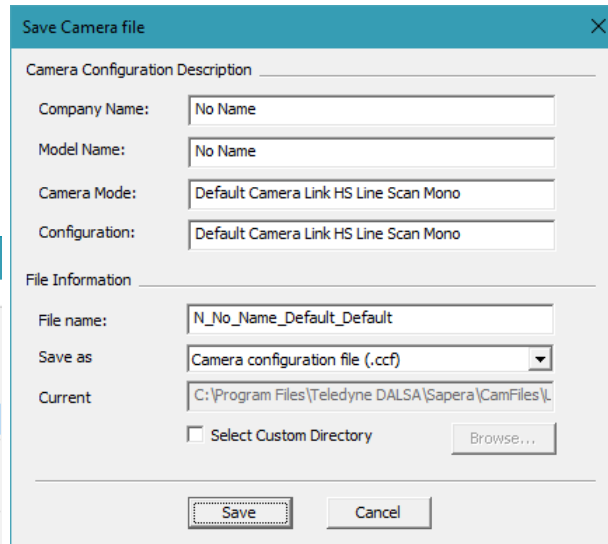 Save Camera file
Camera Configuration Description
Company Name: No Name
Model Name: No Name
Camera Mode: Default Camera Link HS Line Scan Mono
Configuration: Default Camera Link HS Line Scan Mono
File Information
File name: N_No_Name_Default_Default
Save as Camera configuration file (.ccf)
Current C:\Program Files\Teledyne DALSA\Sapera\CamFiles\
Select Custom Directory Browse...
Save Cancel